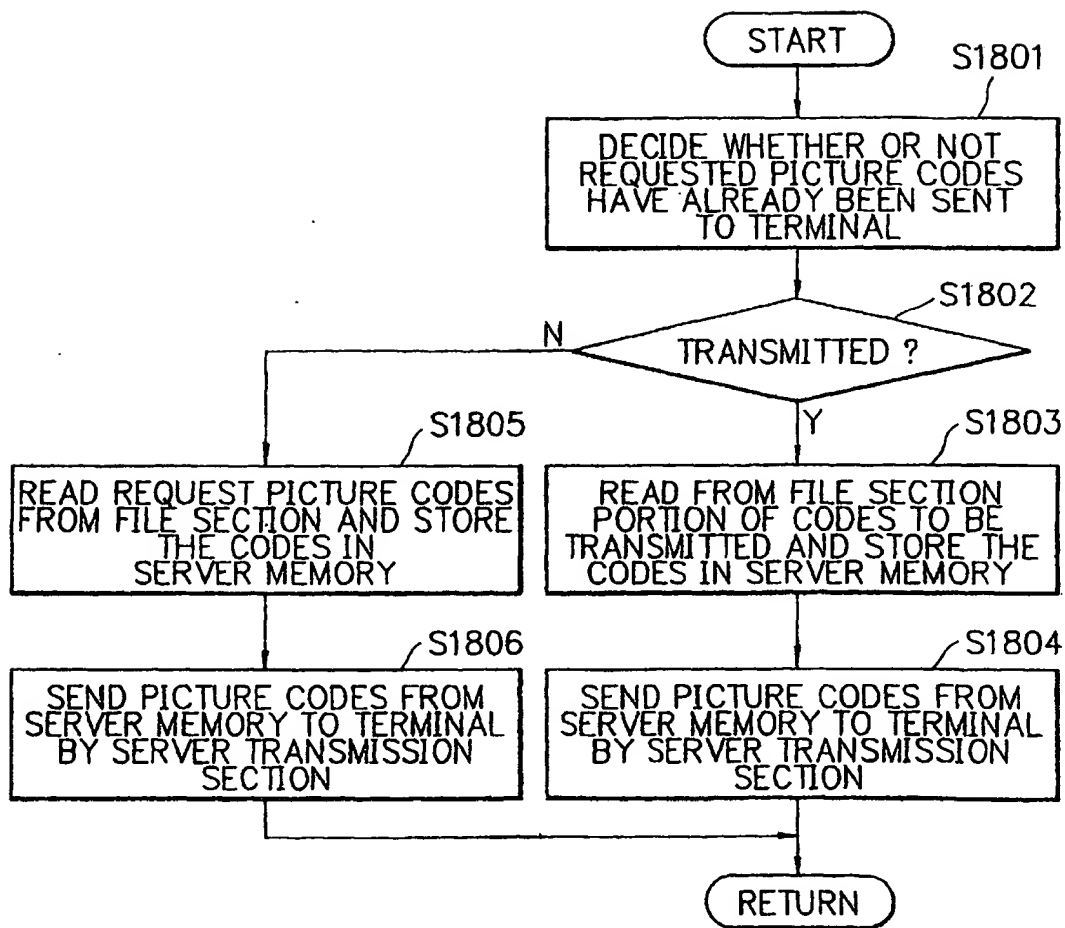 START
S1801
DECIDE WHETHER OR NOT
REQUESTED PICTURE CODES
HAVE ALREADY BEEN SENT
TO TERMINAL
S1802
N
TRANSMITTED ?
Y
S1805
S1803
READ REQUEST PICTURE CODES
FROM FILE SECTION AND STORE
THE CODES IN
SERVER MEMORY
READ FROM FILE SECTION
PORTION OF CODES TO BE
TRANSMITTED AND STORE THE
CODES IN SERVER MEMORY
S1806
S1804
SEND PICTURE CODES FROM
SERVER MEMORY TO TERMINAL
BY SERVER TRANSMISSION
SECTION
SEND PICTURE CODES FROM
SERVER MEMORY TO TERMINAL
BY SERVER TRANSMISSION
SECTION
RETURN